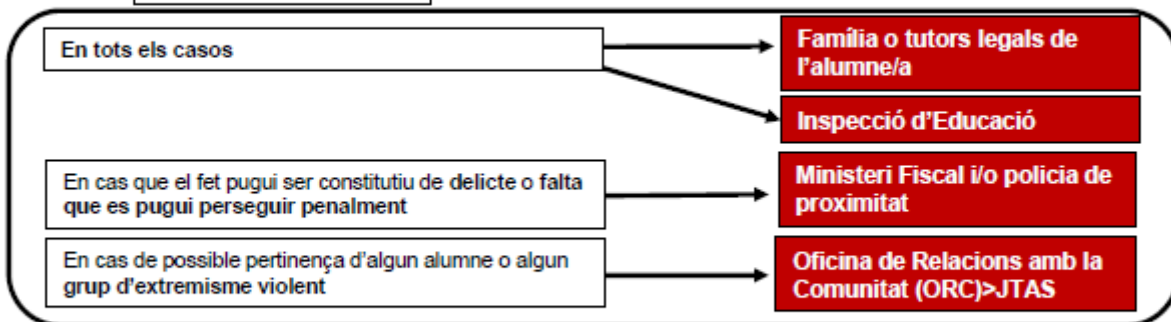 En tots els casos
Família o tutors legals de
l'alumne/a
Inspecció d'Educació
En cas que el fet pugui ser constitutiu de delicte o falta
que es pugui perseguir penalment
Ministeri Fiscal i/o policia de
proximitat
En cas de possible pertinença d'algun alumne o algun
grup d'extremisme violent
Oficina de Relacions amb la
Comunitat (ORC)>JTAS